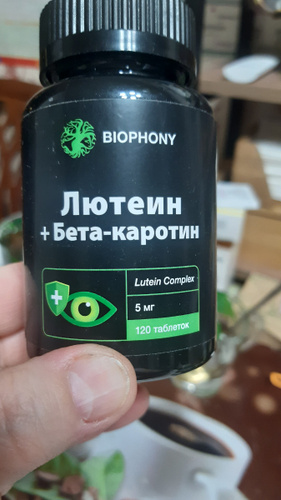 BIOPHONY
Лютеин
+ Бета-каротин
Lutein Complex
5 мг
120 таблеток